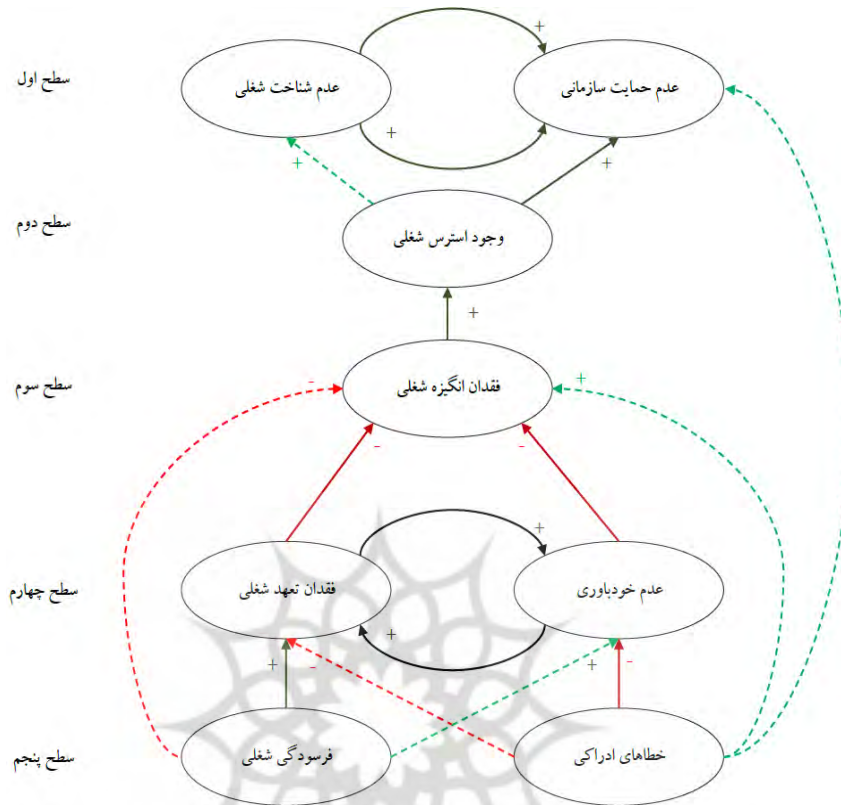 سطح اول
عدم شناخت شغلی
عدم حمایت سازمانی
+
+
+
+
سطح دوم
وجود استرس شغلی
+
سطح سوم
فقدان انگیزه شغلی
-
+
-
-
سطح چهارم
فقدان تعهد شغلی
عدم خودباوری
+
+
+
-
+
-
سطح پنجم
فرسودگی شغلی
خطاهای ادراکی